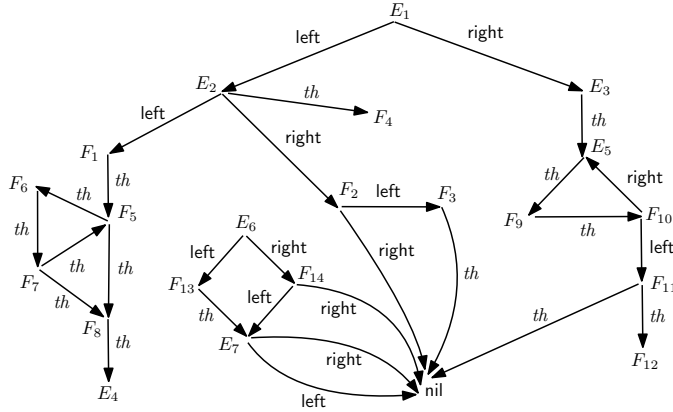 E1
left
right
E2
th
E3
F4
left
right
th
F1
E5
F6
th
th
th
right
F2
left
F3
F5
F9
th
F10
th
th
E6
right
left
F7
th
left
right
th
F13
F14
F11
th
left
right
th
th
F8
th
E7
right
F12
th
nil
E4
left